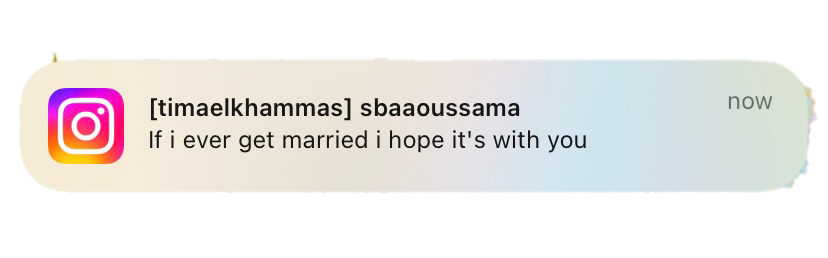 [timaelkhammas] sbaaoussama
now
If i ever get married i hope it's with you